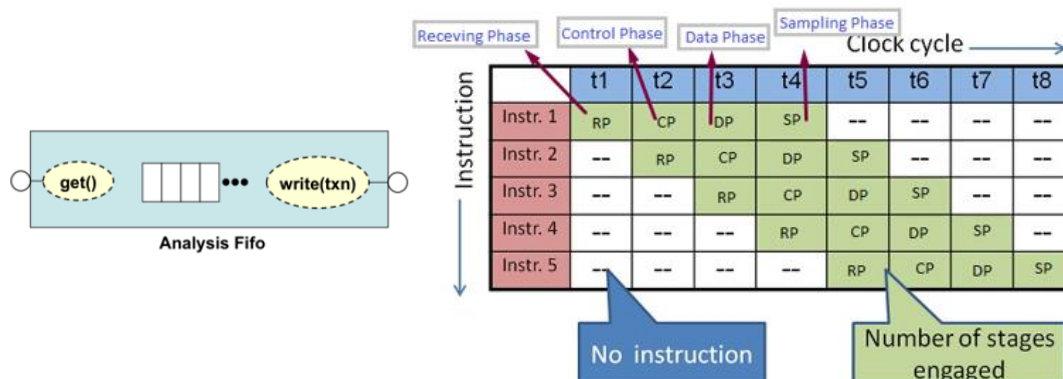 get()
write(txn)
Analysis Fifo
Receving Phase
Control Phase
Data Phase
Sampling Phase
Clock cycle
Instruction
t1 t2 t3 t4 t5 t6 t7 t8
Instr. 1 RP CP DP SP -- -- -- --
Instr. 2 -- RP CP DP SP -- -- --
Instr. 3 -- -- RP CP DP SP -- --
Instr. 4 -- -- -- RP CP DP SP --
Instr. 5 -- -- -- -- RP CP DP SP
No instruction
Number of stages
engaged